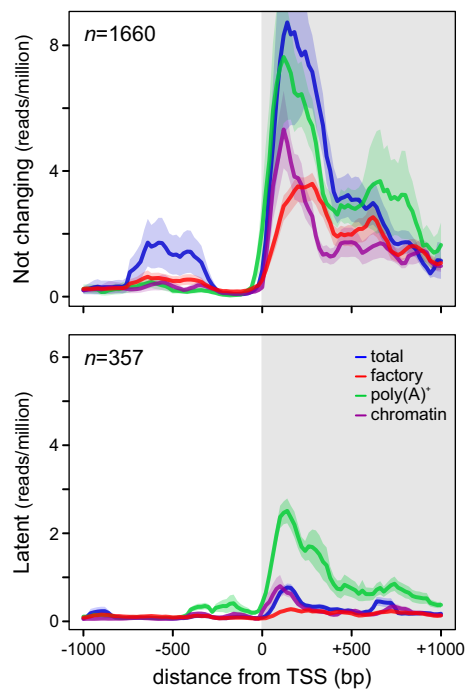 n=1660
Not changing (reads/million)
8
4
0
n=357
Latent (reads/million)
6
4
2
0
total
factory
poly(A)+
chromatin
-1000 -500 0 +500 +1000
distance from TSS (bp)